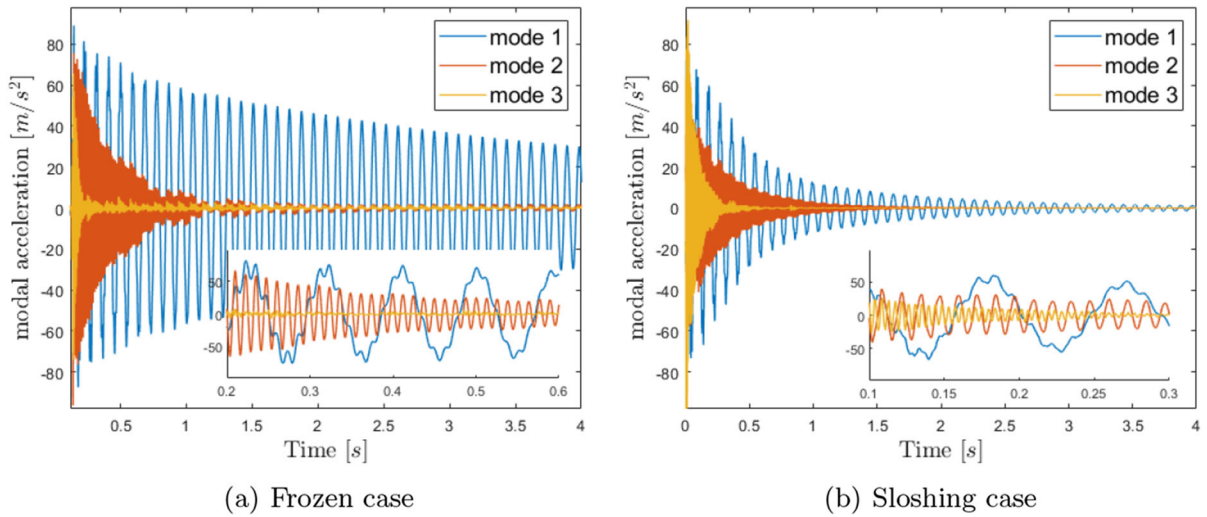 modal acceleration [m/s²]
80
60
40
20
0
-20
-40
-60
-80
mode 1
mode 2
mode 3
50
0
-50
0.2 0.3 0.4 0.5 0.6
0.5 1 1.5 2 2.5 3 3.5 4
Time [s]
(a) Frozen case
modal acceleration [m/s²]
80
60
40
20
0
-20
-40
-60
-80
mode 1
mode 2
mode 3
50
0
-50
0.1 0.15 0.2 0.25 0.3
0 0.5 1 1.5 2 2.5 3 3.5 4
Time [s]
(b) Sloshing case